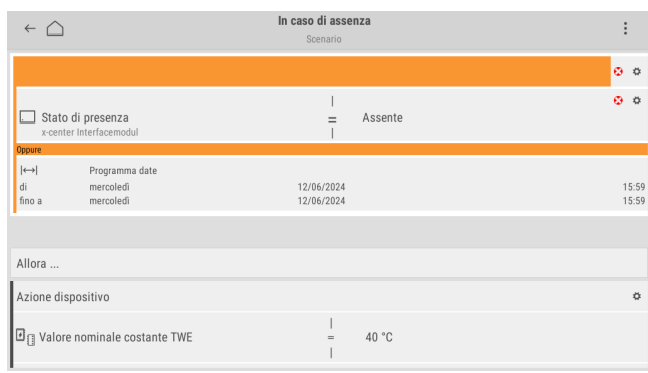 In caso di assenza
Scenario
Stato di presenza = Assente
x-center Interfacemodul
Oppure
Programma date
di mercoledì 12/06/2024 15:59
fino a mercoledì 12/06/2024 15:59
Allora ...
Azione dispositivo
Valore nominale costante TWE = 40 °C